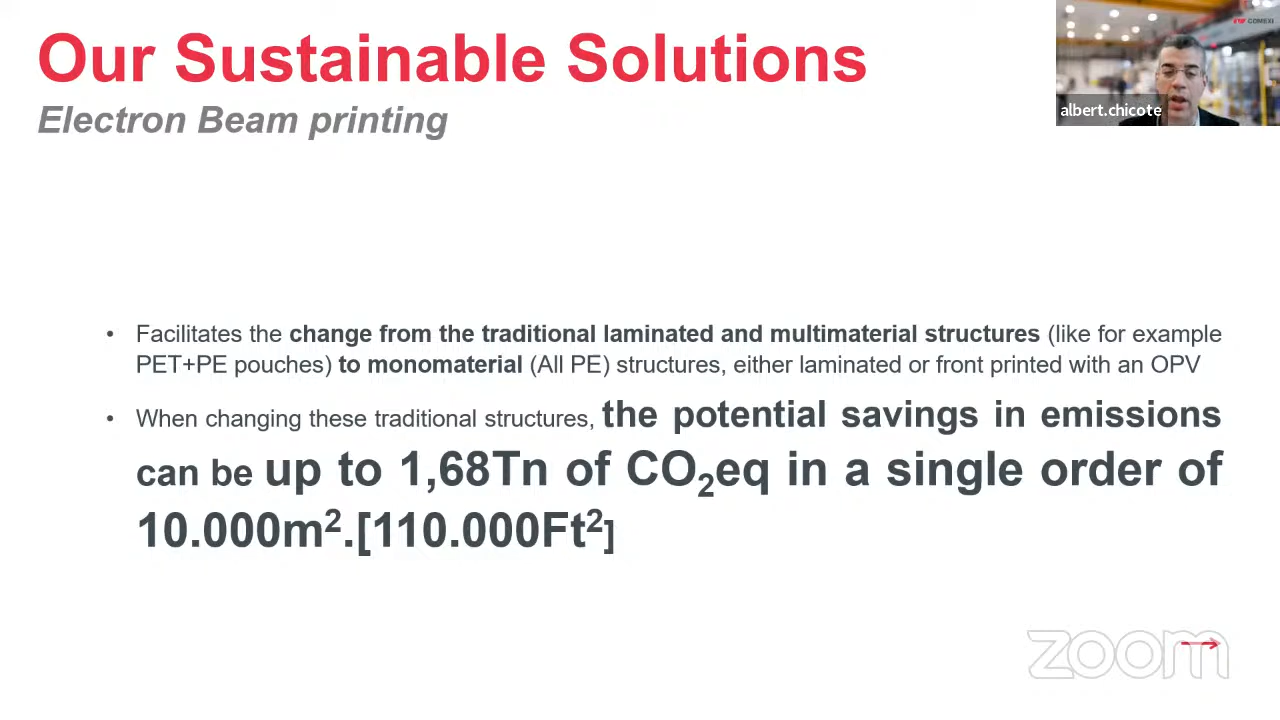 Our Sustainable Solutions
Electron Beam printing
COMEXI
albert.chicote
• Facilitates the change from the traditional laminated and multimaterial structures (like for example
PET+PE pouches) to monomaterial (All PE) structures, either laminated or front printed with an OPV
• When changing these traditional structures, the potential savings in emissions
can be up to 1,68Tn of CO₂eq in a single order of
10.000m².[110.000Ft²]
zoom